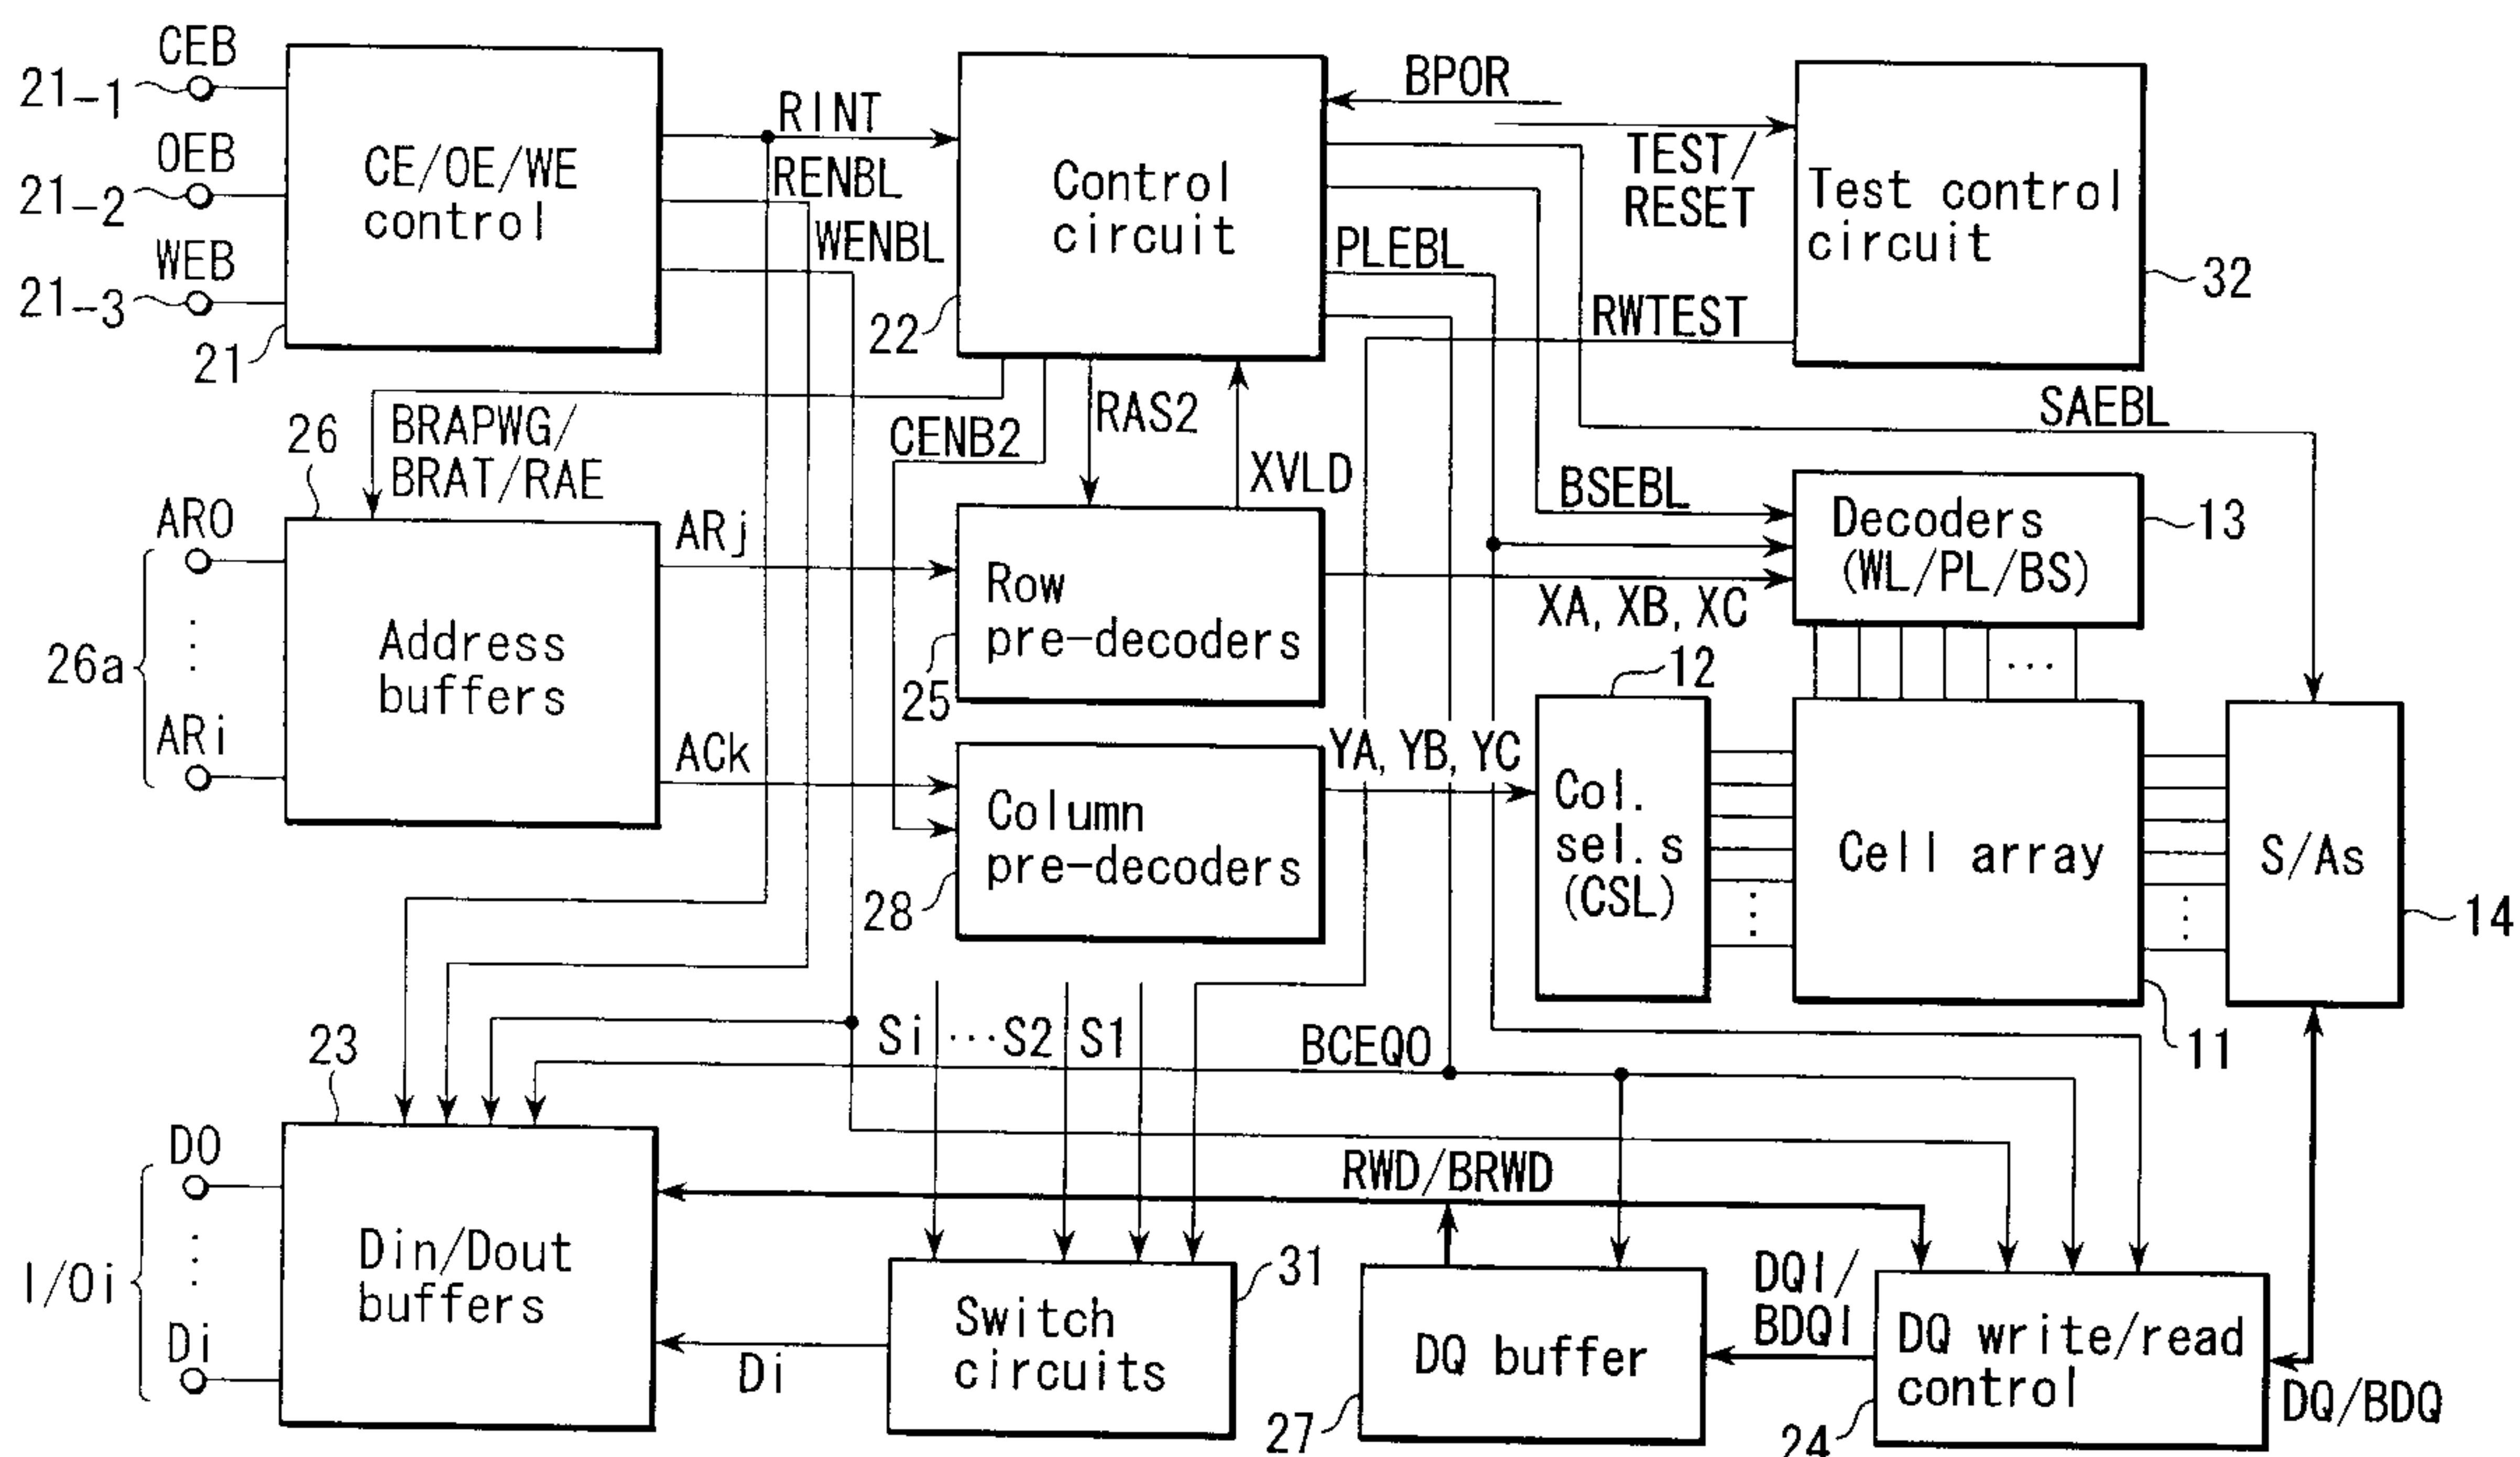 CEB
21-1
OEB
21-2
WEB
21-3
21
CE/OE/WE
control
RINT
RENBL
WENBL
22
Control
circuit
BPOR
TEST/
RESET
PLEBL
RWTEST
Test control
circuit
32
SAEBL
26
BRAPWG/
BRAT/RAE
CENB2
RAS2
XVLD
BSEBL
Decoders
(WL/PL/BS)
13
AR0
26a
ARi
Address
buffers
ARj
ACk
Row
pre-decoders
25
XA, XB, XC
12
Column
pre-decoders
28
YA, YB, YC
Col.
sel.s
(CSL)
Cell array
11
S/As
14
Si ...S2 S1
BCEQ0
23
D0
I/Oi
Di
Din/Dout
buffers
RWD/BRWD
Di
Switch
circuits
31
DQ buffer
27
DQI/
BDQI
DQ write/read
control
24
DQ/BDQ